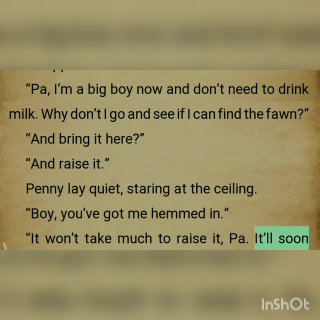 “Pa, I’m a big boy now and don’t need to drink
milk. Why don’t I go and see if I can find the fawn?”
“And bring it here?”
“And raise it.”
Penny lay quiet, staring at the ceiling.
“Boy, you’ve got me hemmed in.”
“It won’t take much to raise it, Pa. It’ll soon
InShOt